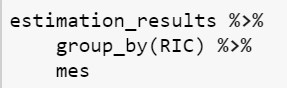 estimation_results %>%
    group_by(RIC) %>%
    mes